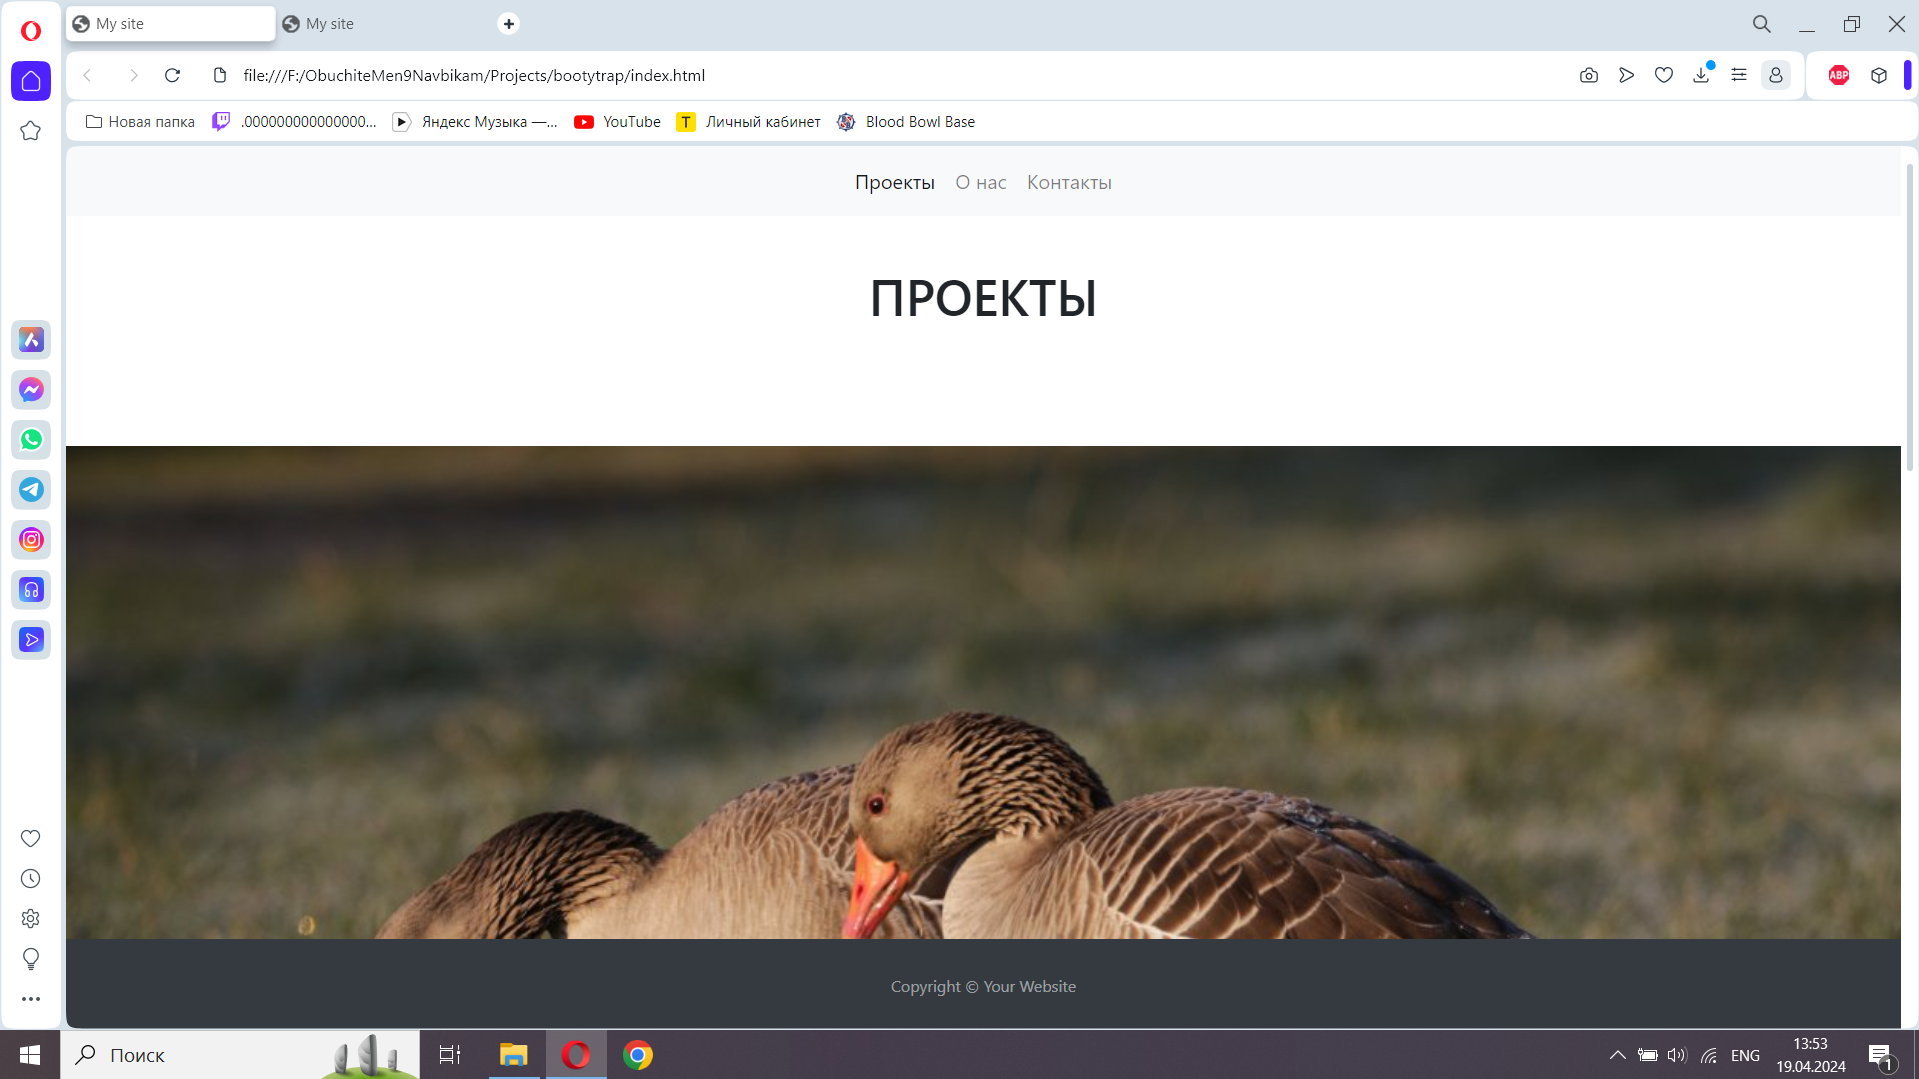 My site
My site
file:///F:/ObuchiteMen9Navbikam/Projects/bootytrap/index.html
ABP
Новая папка
.000000000000000...
Яндекс Музыка —...
YouTube
T
Личный кабинет
Blood Bowl Base
Проекты
О нас
Контакты
ПРОЕКТЫ
Copyright © Your Website
Поиск
ENG
13:53
19.04.2024
1